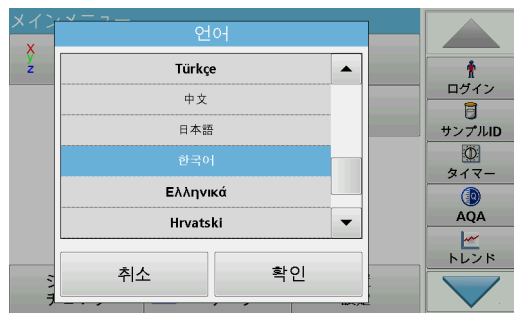 メインメニュー
언어
X
y
z
Türkçe
中文
日本語
한국어
Ελληνικά
Hrvatski
취소
확인
ログイン
サンプルID
タイマー
AQA
トレンド